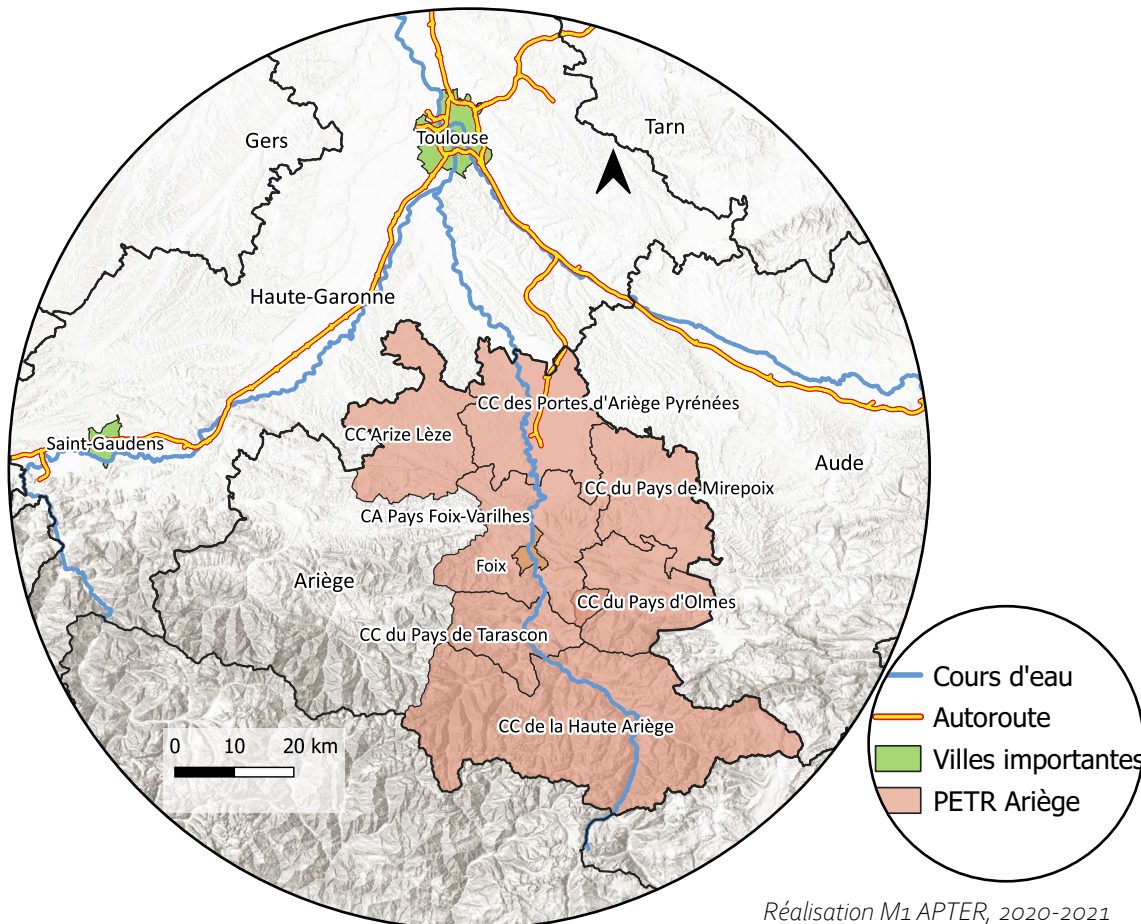 Gers
Tarn
Toulouse
Haute-Garonne
CC des Portes d'Ariège Pyrénées
Saint-Gaudens
CC Arize Lèze
Aude
CC du Pays de Mirepoix
CA Pays Foix-Varilhes
Foix
Ariège
CC du Pays d'Olmes
CC du Pays de Tarascon
CC de la Haute Ariège
0 10 20 km
Cours d'eau
Autoroute
Villes importantes
PETR Ariège
Réalisation M1 APTER, 2020-2021